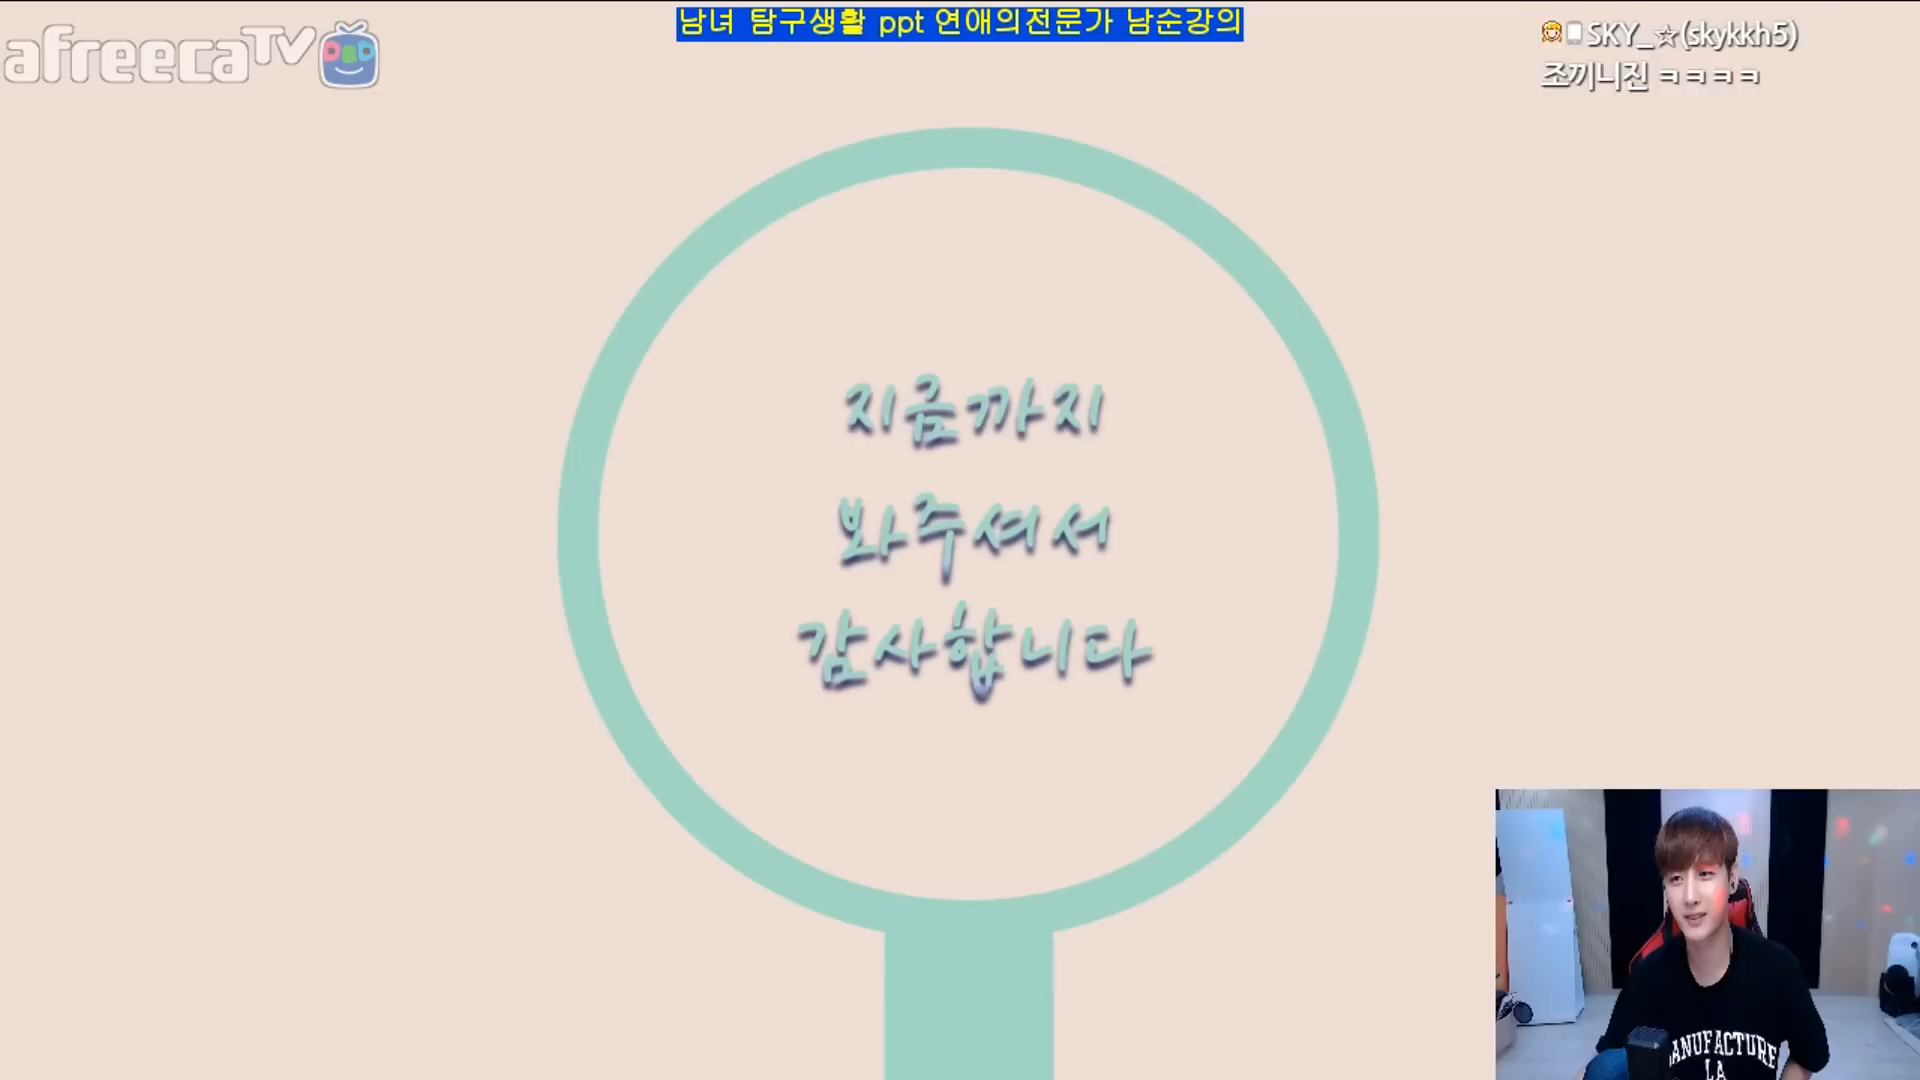 afreecaTV
남녀 탐구생활 ppt 연애의전문가 남순강의
SKY_☆(skykkh5)
조끼니진 ㅋㅋㅋㅋ
지금까지
봐주셔서
감사합니다
MANUFACTURE
LA